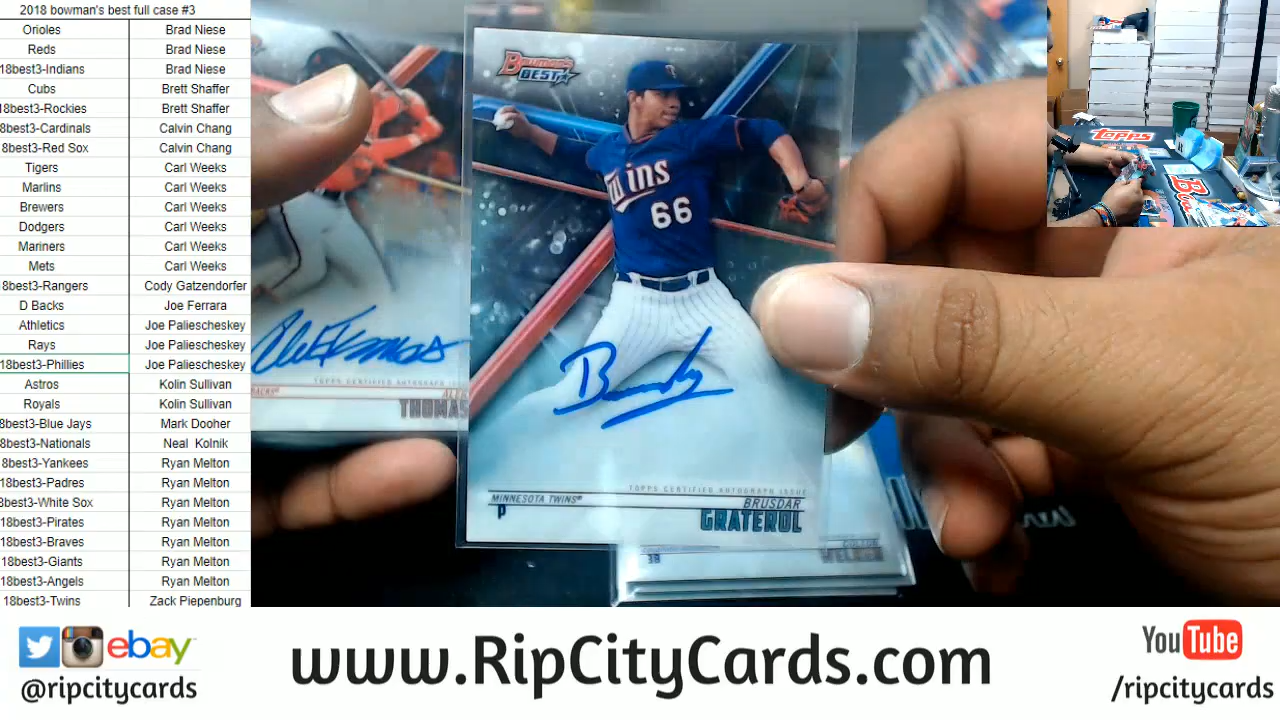 2018 bowman's best full case #3
Orioles Brad Niese
Reds Brad Niese
18best3-Indians Brad Niese
Cubs Brett Shaffer
18best3-Rockies Brett Shaffer
8best3-Cardinals Calvin Chang
8best3-Red Sox Calvin Chang
Tigers Carl Weeks
Marlins Carl Weeks
Brewers Carl Weeks
Dodgers Carl Weeks
Mariners Carl Weeks
Mets Carl Weeks
8best3-Rangers Cody Gatzendorfer
D Backs Joe Ferrara
Athletics Joe Paliescheskey
Rays Joe Paliescheskey
18best3-Phillies Joe Paliescheskey
Astros Kolin Sullivan
Royals Kolin Sullivan
8best3-Blue Jays Mark Dooher
8best3-Nationals Neal Kolnik
8best3-Yankees Ryan Melton
8best3-Padres Ryan Melton
best3-White Sox Ryan Melton
18best3-Pirates Ryan Melton
18best3-Braves Ryan Melton
18best3-Giants Ryan Melton
18best3-Angels Ryan Melton
18best3-Twins Zack Piepenburg
Bowman's
BEST
Twins
66
Brusdar
TOPPS CERTIFIED AUTOGRAPH ISSUE
MINNESOTA TWINS®
P
BRUSDAR
GRATEROL
TOPPS CERTIFIED AUTOGRAPH
THOMAS
3B
topps
ebay
@ripcitycards
www.RipCityCards.com
YouTube
/ripcitycards